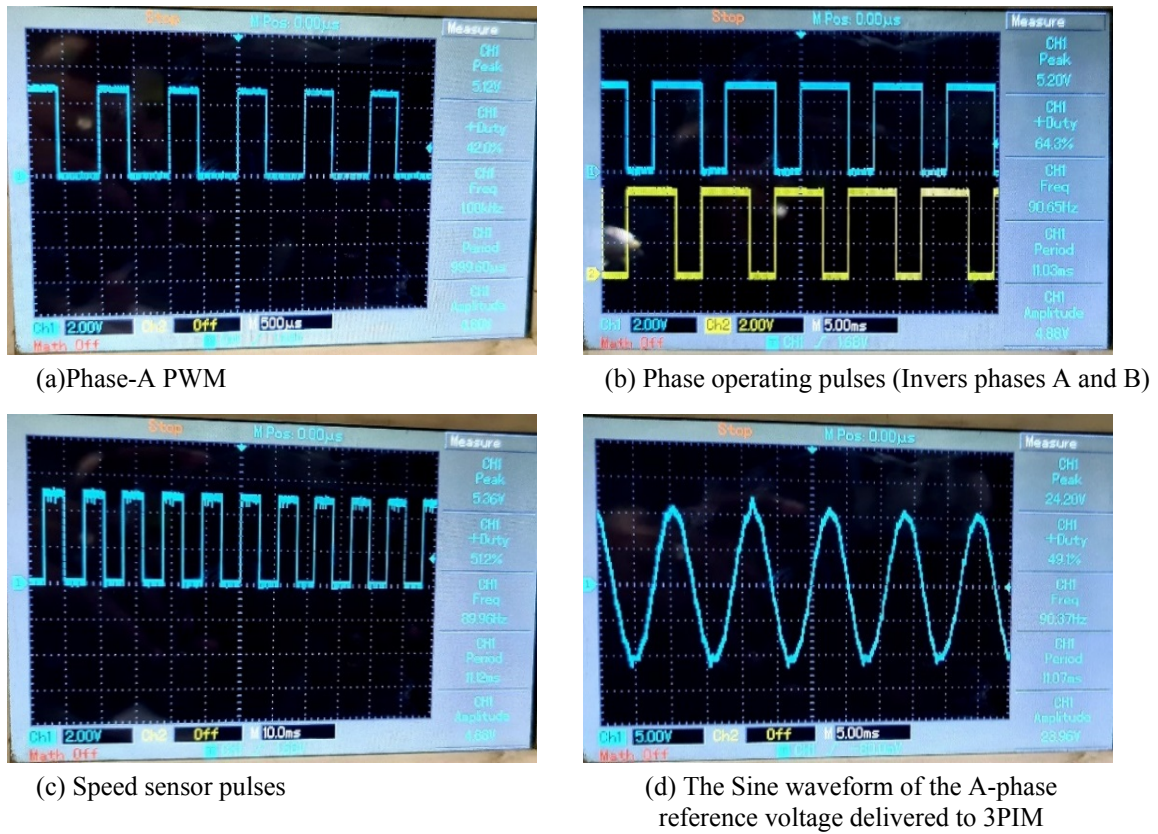 Stop M Pos: 0.00μs
Measure
CH1
Peak
5.12V
CH1
+Duty
42.0%
CH1
Freq
CH1
Period
999.60μs
CH1
Amplitude
Ch1 2.00V Ch2 Off M 500μs
Math Off
(a)Phase-A PWM
Stop M Pos: 0.00μs
Measure
CH1
Peak
5.20V
CH1
+Duty
64.3%
CH1
Freq
90.65Hz
CH1
Period
11.03ms
CH1
Amplitude
4.88V
Ch1 2.00V Ch2 2.00V M 5.00ms
Math Off
CH1
(b) Phase operating pulses (Invers phases A and B)
Stop M Pos: 0.00μs
Measure
CH1
Peak
5.36V
CH1
+Duty
51.2%
CH1
Freq
89.96Hz
CH1
Period
11.12ms
CH1
Amplitude
Ch1 2.00V Ch2 Off M 10.0ms
Math Off
(c) Speed sensor pulses
Stop M Pos: 0.00μs
Measure
CH1
Peak
24.20V
CH1
+Duty
49.1%
CH1
Freq
90.37Hz
CH1
Period
11.07ms
CH1
Amplitude
23.96V
Ch1 5.00V Ch2 Off M 5.00ms
Math Off
(d) The Sine waveform of the A-phase
reference voltage delivered to 3PIM